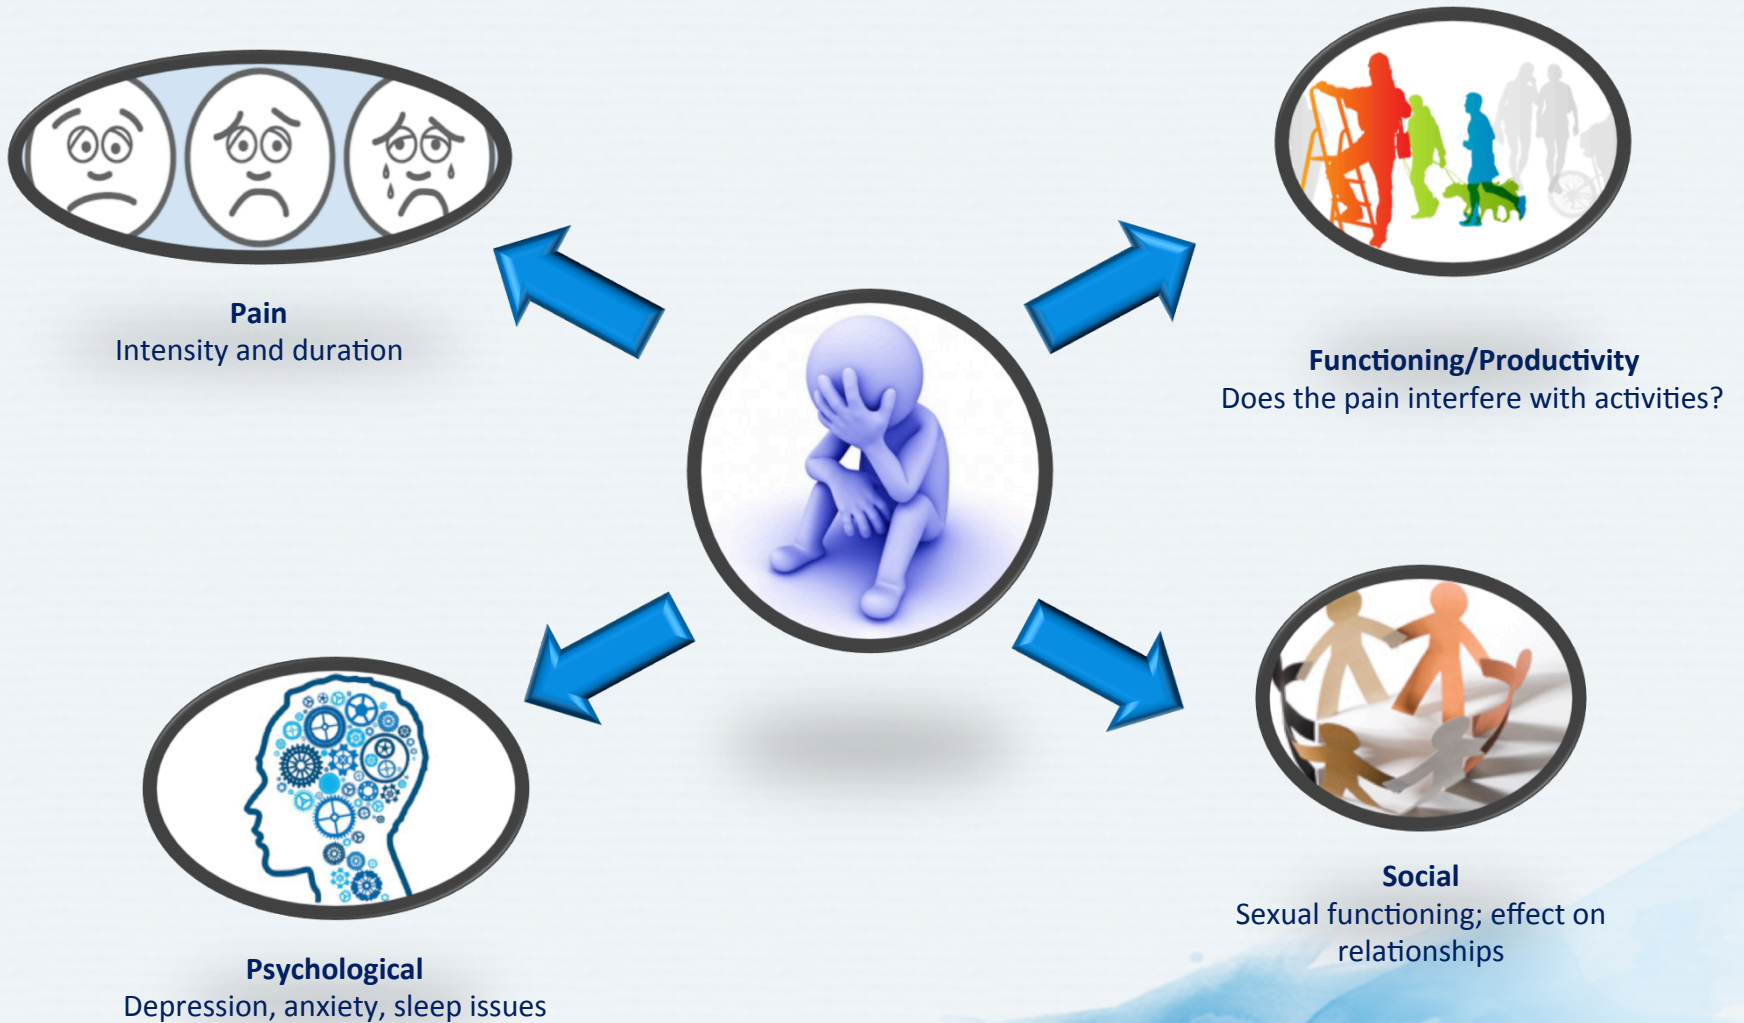 Pain
Intensity and duration
Functioning/Productivity
Does the pain interfere with activities?
Psychological
Depression, anxiety, sleep issues
Social
Sexual functioning; effect on
relationships